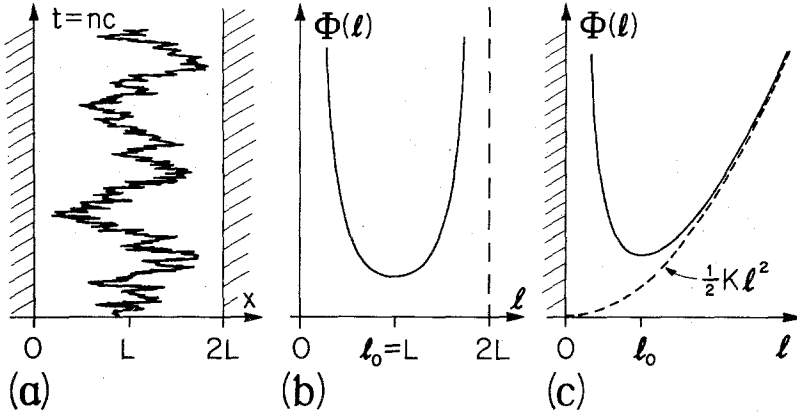 t=nc
x
0 L 2L
(a)
Φ(ℓ)
ℓ
0 ℓ₀=L 2L
(b)
Φ(ℓ)
½Kℓ²
0 ℓ₀ ℓ
(c)